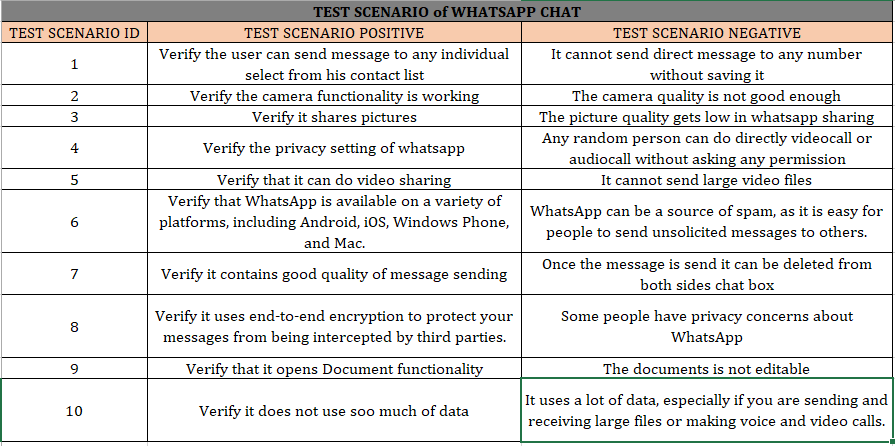 TEST SCENARIO of WHATSAPP CHAT
TEST SCENARIO ID TEST SCENARIO POSITIVE TEST SCENARIO NEGATIVE
1
Verify the user can send message to any individual
select from his contact list
It cannot send direct message to any number
without saving it
2 Verify the camera functionality is working The camera quality is not good enough
3 Verify it shares pictures The picture quality gets low in whatsapp sharing
4 Verify the privacy setting of whatsapp
Any random person can do directly videocall or
audiocall without asking any permission
5 Verify that it can do video sharing It cannot send large video files
6
Verify that WhatsApp is available on a variety of
platforms, including Android, iOS, Windows Phone,
and Mac.
WhatsApp can be a source of spam, as it is easy for
people to send unsolicited messages to others.
7 Verify it contains good quality of message sending
Once the message is send it can be deleted from
both sides chat box
8
Verify it uses end-to-end encryption to protect your
messages from being intercepted by third parties.
Some people have privacy concerns about
WhatsApp
9 Verify that it opens Document functionality The documents is not editable
10 Verify it does not use soo much of data
It uses a lot of data, especially if you are sending and
receiving large files or making voice and video calls.